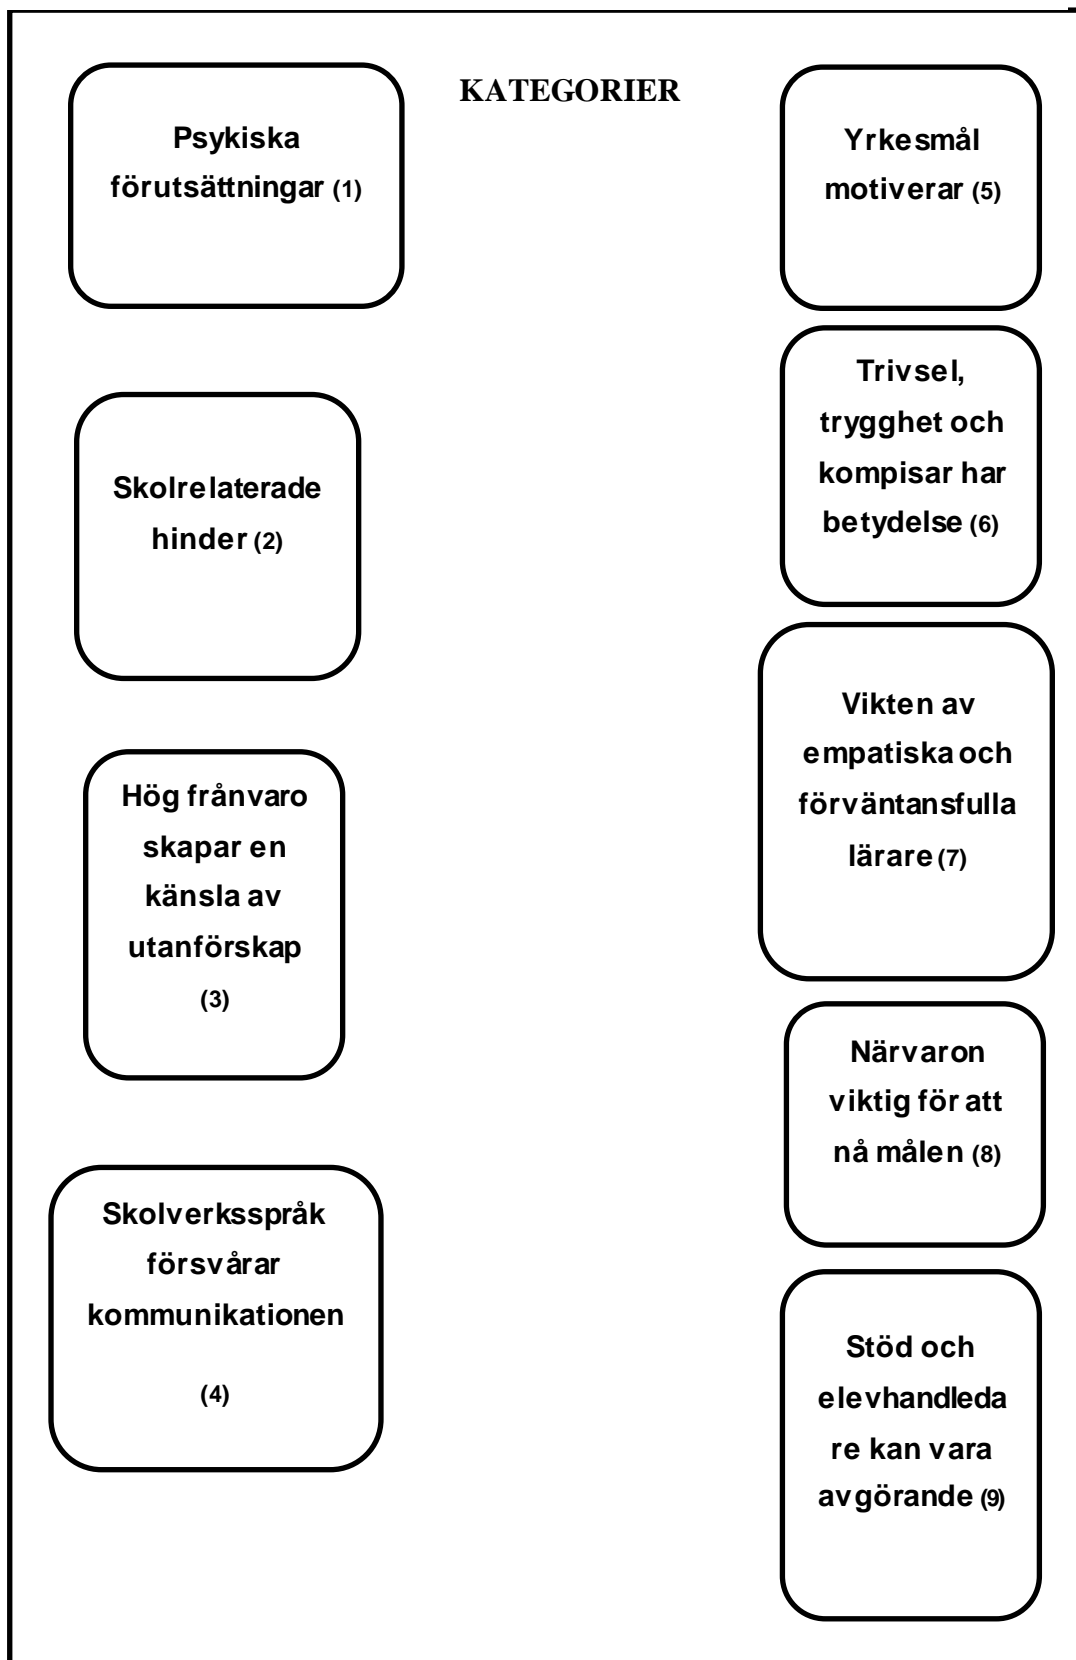 KATEGORIER
Psykiska
förutsättningar (1)
Skolrelaterade
hinder (2)
Hög frånvaro
skapar en
känsla av
utanförskap
(3)
Skolverksspråk
försvårar
kommunikationen
(4)
Yrkesmål
motiverar (5)
Trivsel,
trygghet och
kompisar har
betydelse (6)
Vikten av
empatiska och
förväntansfulla
lärare (7)
Närvaron
viktig för att
nå målen (8)
Stöd och
elevhandleda
re kan vara
avgörande (9)